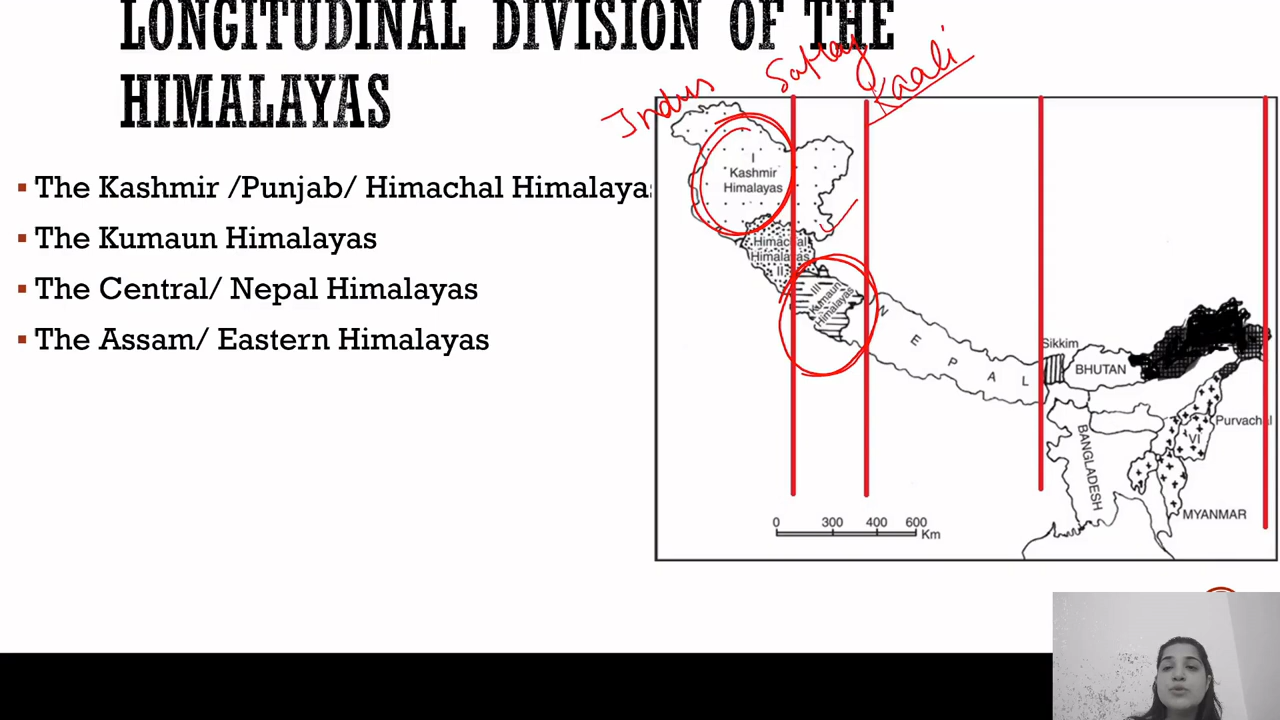 LONGITUDINAL DIVISION OF THE
HIMALAYAS
Indus
Satlaj
Kaali
▪ The Kashmir /Punjab/ Himachal Himalayas
▪ The Kumaun Himalayas
▪ The Central/ Nepal Himalayas
▪ The Assam/ Eastern Himalayas
I
Kashmir
Himalayas
Himachal
Himalayas
II
III
Kumaun
Himalayas
NEPAL
Sikkim
BHUTAN
Purvachal
VI
BANGLADESH
MYANMAR
0 300 400 600
Km